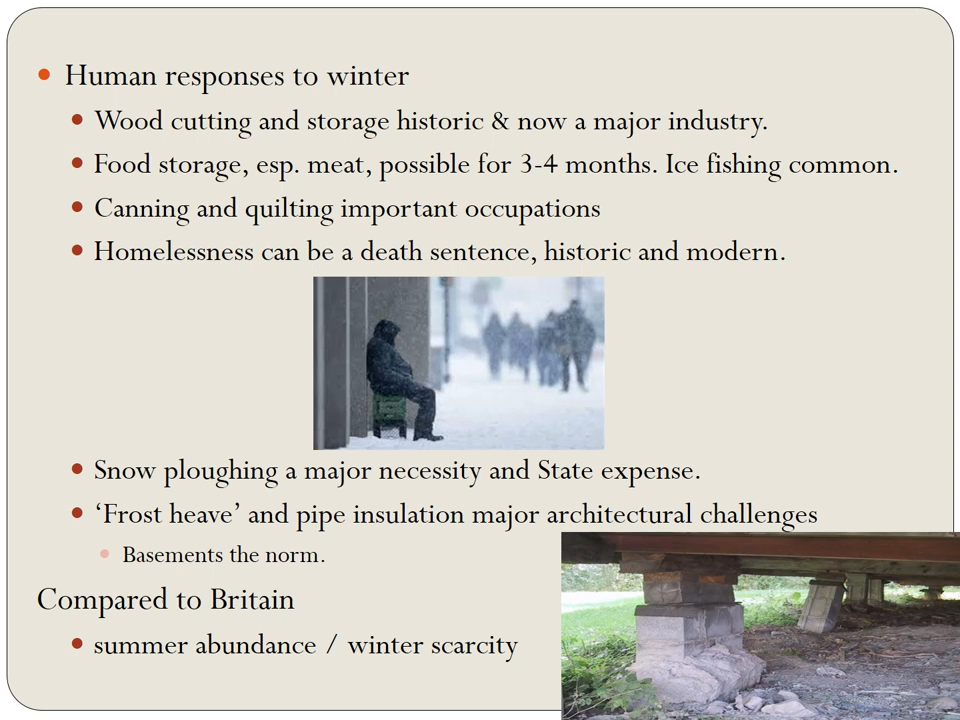 Human responses to winter
Wood cutting and storage historic & now a major industry.
Food storage, esp. meat, possible for 3-4 months. Ice fishing common.
Canning and quilting important occupations
Homelessness can be a death sentence, historic and modern.
Snow ploughing a major necessity and State expense.
‘Frost heave’ and pipe insulation major architectural challenges
Basements the norm.
Compared to Britain
summer abundance / winter scarcity